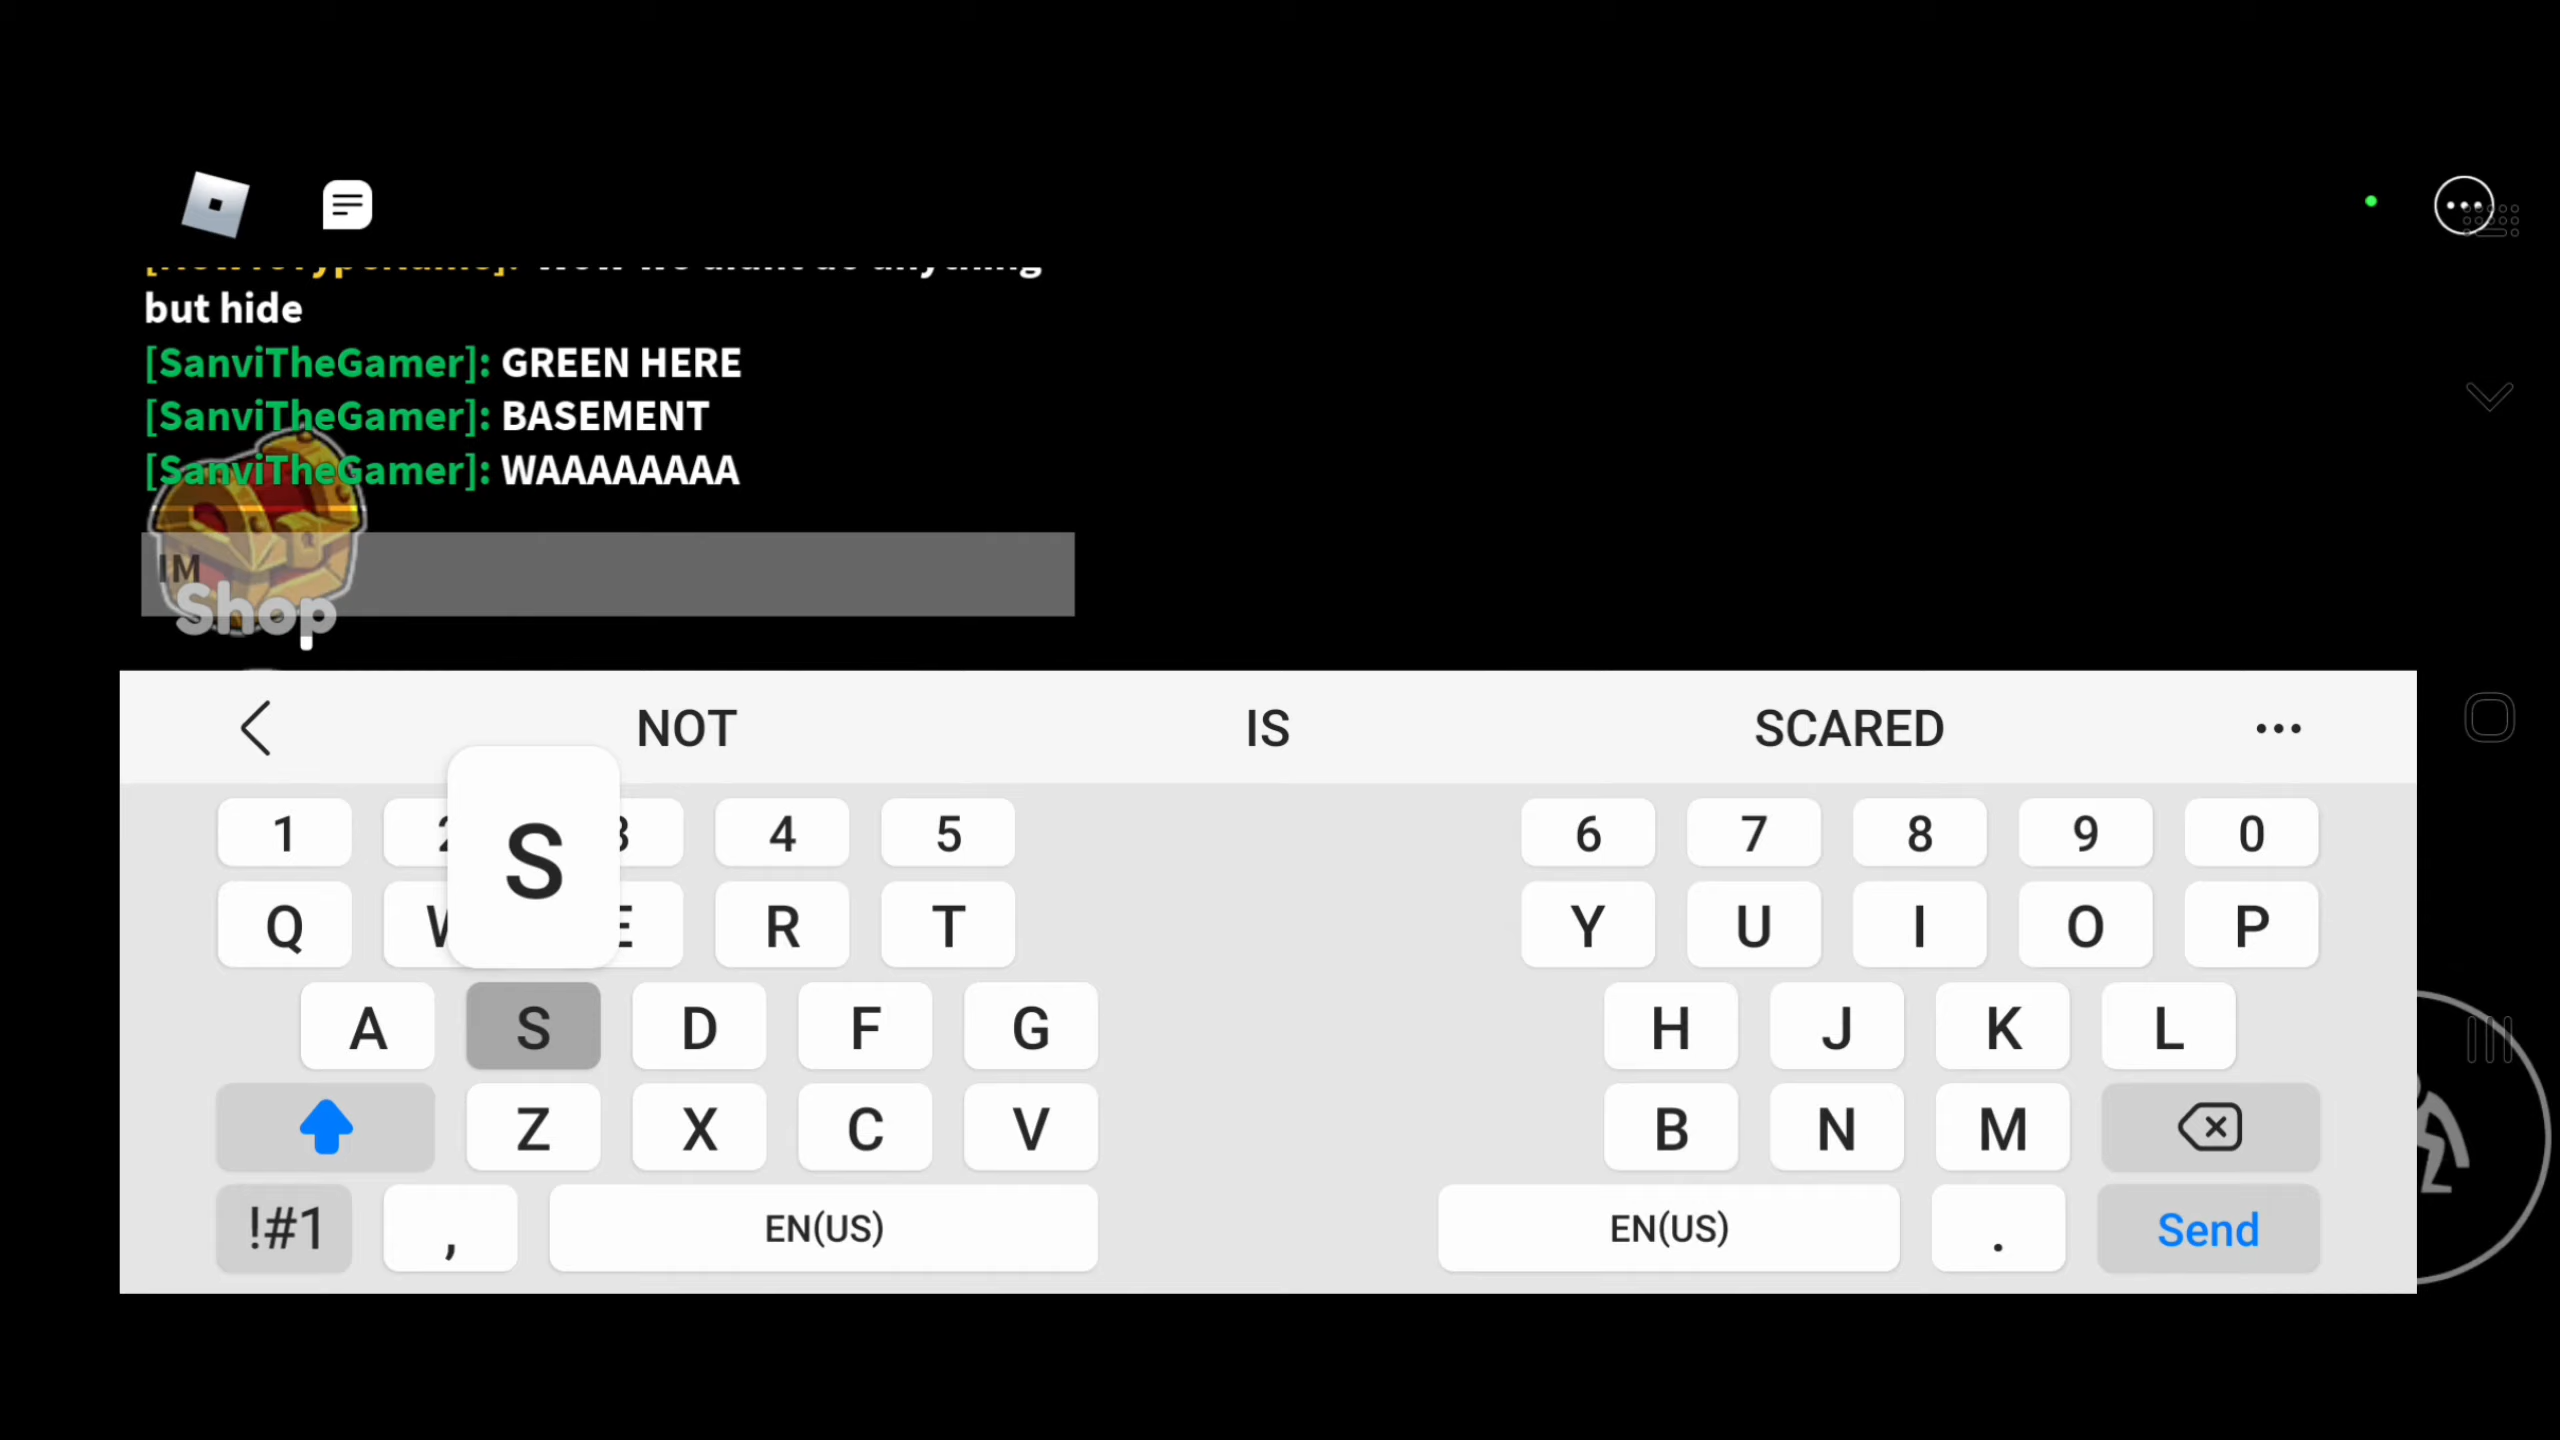 but hide
[SanviTheGamer]: GREEN HERE
[SanviTheGamer]: BASEMENT
[SanviTheGamer]: WAAAAAAAA
IM
Shop
NOT IS SCARED
1 3 4 5 6 7 8 9 0
S
Q W E R T Y U I O P
A S D F G H J K L
Z X C V B N M
!#1 , EN(US) EN(US) . Send